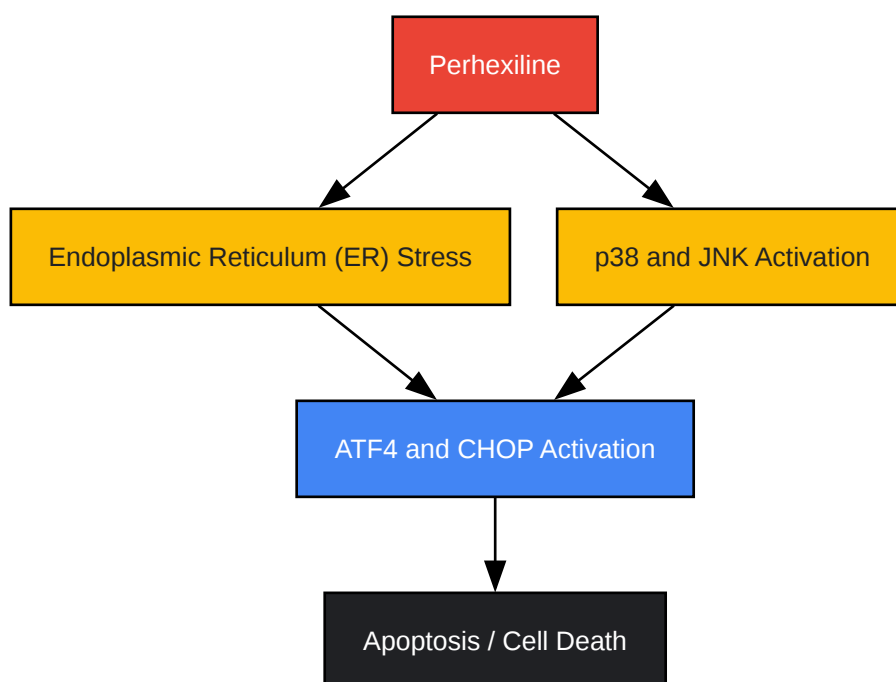 Perhexiline
Endoplasmic Reticulum (ER) Stress
p38 and JNK Activation
ATF4 and CHOP Activation
Apoptosis / Cell Death